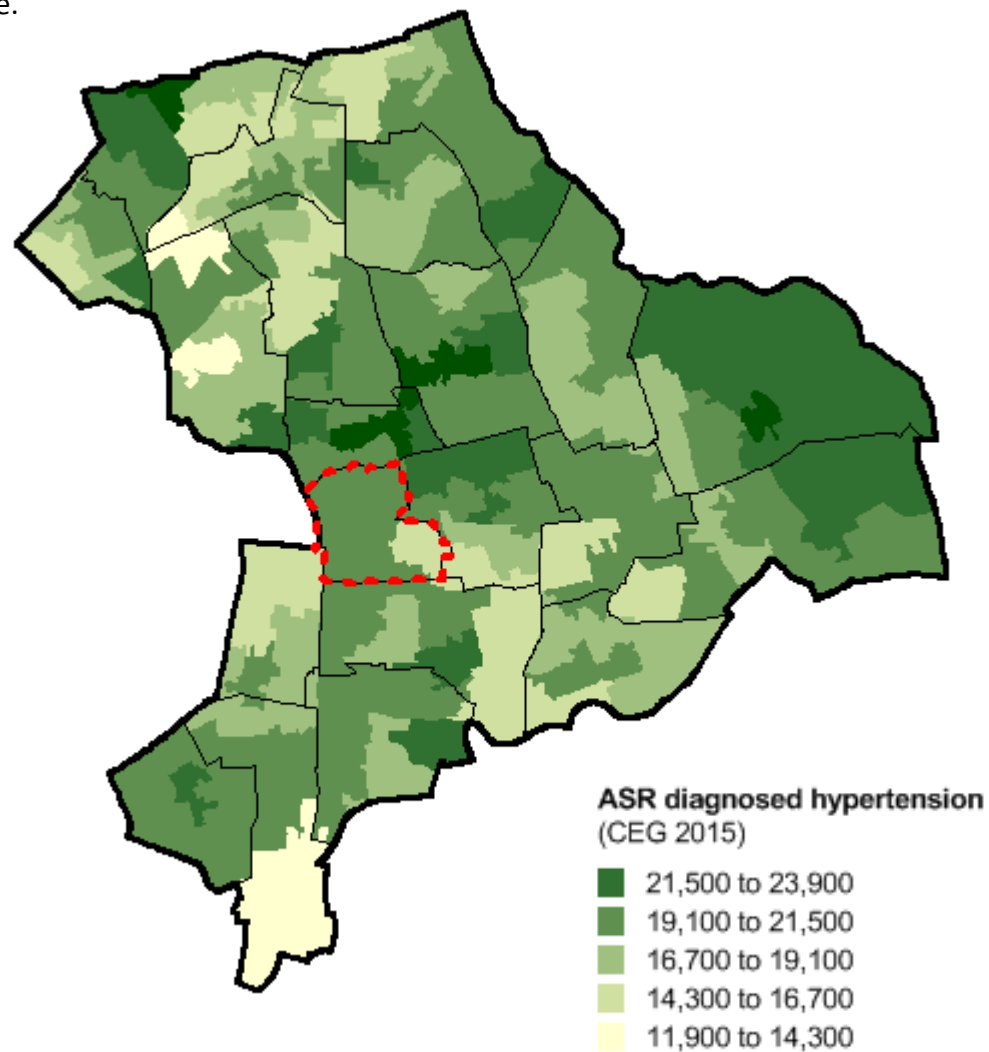 e.
ASR diagnosed hypertension
(CEG 2015)
21,500 to 23,900
19,100 to 21,500
16,700 to 19,100
14,300 to 16,700
11,900 to 14,300